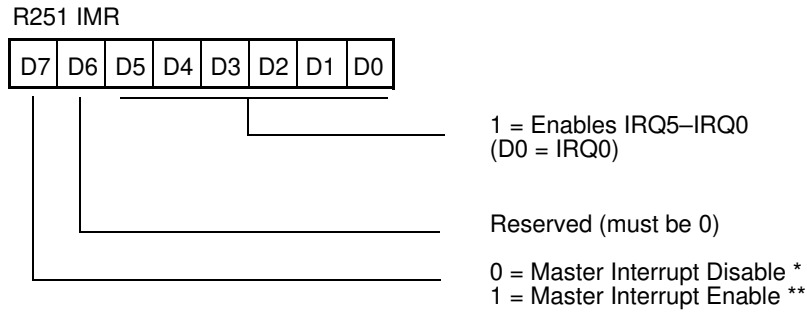 R251 IMR
D7 D6 D5 D4 D3 D2 D1 D0
1 = Enables IRQ5–IRQ0
(D0 = IRQ0)
Reserved (must be 0)
0 = Master Interrupt Disable *
1 = Master Interrupt Enable **